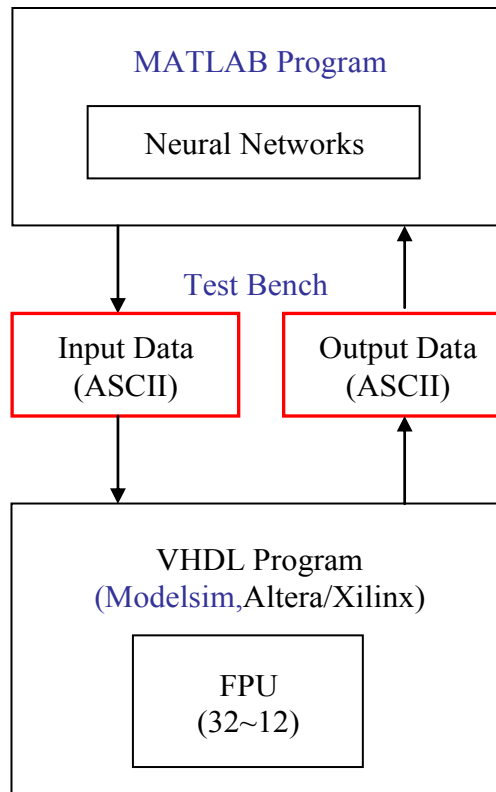 MATLAB Program
Neural Networks
Test Bench
Input Data
(ASCII)
Output Data
(ASCII)
VHDL Program
(Modelsim,Altera/Xilinx)
FPU
(32~12)